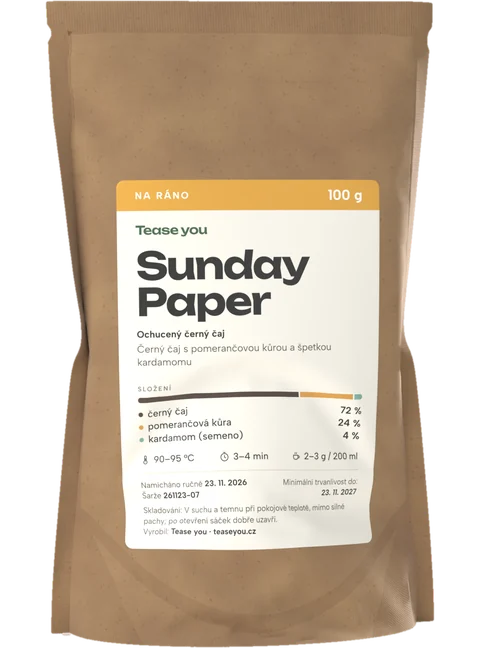 NA RÁNO 100 g
Tease you
Sunday
Paper
Ochucený černý čaj
Černý čaj s pomerančovou kůrou a špetkou
kardamomu
SLOŽENÍ
černý čaj 72 %
pomerančová kůra 24 %
kardamom (semeno) 4 %
90–95 °C 3–4 min 2–3 g / 200 ml
Namícháno ručně 23. 11. 2026 Minimální trvanlivost do:
Šarže 261123-07 23. 11. 2027
Skladování: V suchu a temnu při pokojové teplotě, mimo silné
pachy; po otevření sáček dobře uzavři.
Vyrobil: Tease you · teaseyou.cz